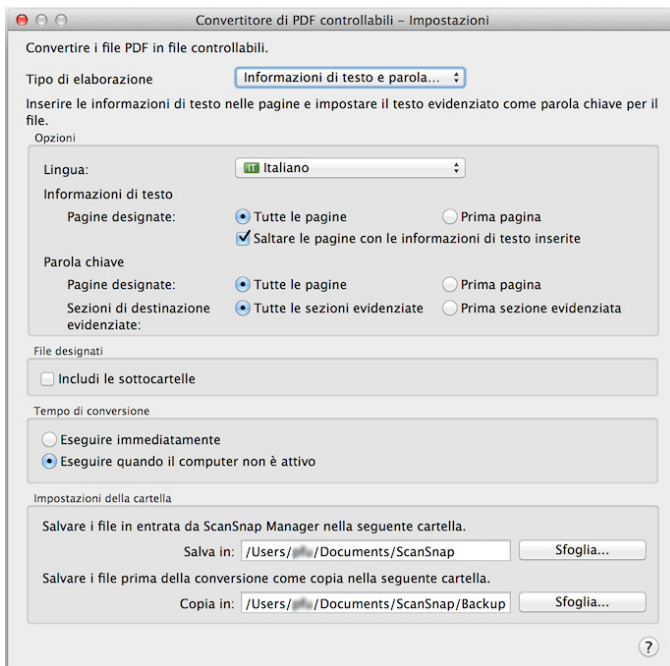 Convertitore di PDF controllabili – Impostazioni
Convertire i file PDF in file controllabili.
Tipo di elaborazione Informazioni di testo e parola...
Inserire le informazioni di testo nelle pagine e impostare il testo evidenziato come parola chiave per il
file.
Opzioni
Lingua: IT Italiano
Informazioni di testo
Pagine designate: Tutte le pagine Prima pagina
Saltare le pagine con le informazioni di testo inserite
Parola chiave
Pagine designate: Tutte le pagine Prima pagina
Sezioni di destinazione Tutte le sezioni evidenziate Prima sezione evidenziata
evidenziate:
File designati
Includi le sottocartelle
Tempo di conversione
Eseguire immediatamente
Eseguire quando il computer non è attivo
Impostazioni della cartella
Salvare i file in entrata da ScanSnap Manager nella seguente cartella.
Salva in: /Users/ /Documents/ScanSnap Sfoglia...
Salvare i file prima della conversione come copia nella seguente cartella.
Copia in: /Users/ /Documents/ScanSnap/Backup Sfoglia...
?